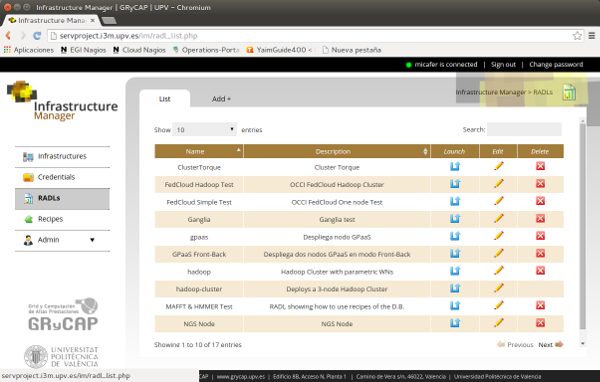 Infrastructure Manager | GRyCAP | UPV - Chromium
Infrastructure Mana
servproject.i3m.upv.es/im/radl_list.php
Aplicaciones EGI Nagios Cloud Nagios Operations-Porta YaimGuide400 < Nueva pestaña
micafer is connected | Sign out | Change password
Infrastructure
Manager
Infrastructure Manager > RADLs
List Add +
Infrastructures
Credentials
RADLs
Recipes
Admin
Show 10 entries Search:
Name Description Launch Edit Delete
ClusterTorque Cluster Torque
FedCloud Hadoop Test OCCI FedCloud Hadoop Cluster
FedCloud Simple Test OCCI FedCloud One node Test
Ganglia Ganglia test
gpaas Despliega nodo GPaaS
GPaaS Front-Back Despliega dos nodos GPaaS en modo Front-Back
hadoop Hadoop Cluster with parametric WNs
hadoop-cluster Deploys a 3-node Hadoop Cluster
MAFFT & HMMER Test RADL showing how to use recipes of the D.B.
NGS Node NGS Node
Showing 1 to 10 of 17 entries Previous Next
Grid y Computación
de Altas Prestaciones
GRyCAP
UNIVERSITAT
POLITÈCNICA
DE VALÈNCIA
servproject.i3m.upv.es/im/radl_list.php
CAP | www.grycap.upv.es | Edificio 8B, Acceso N, Planta 1 | Camino de Vera s/n. 46022, Valencia | Universidad Politécnica de Valencia